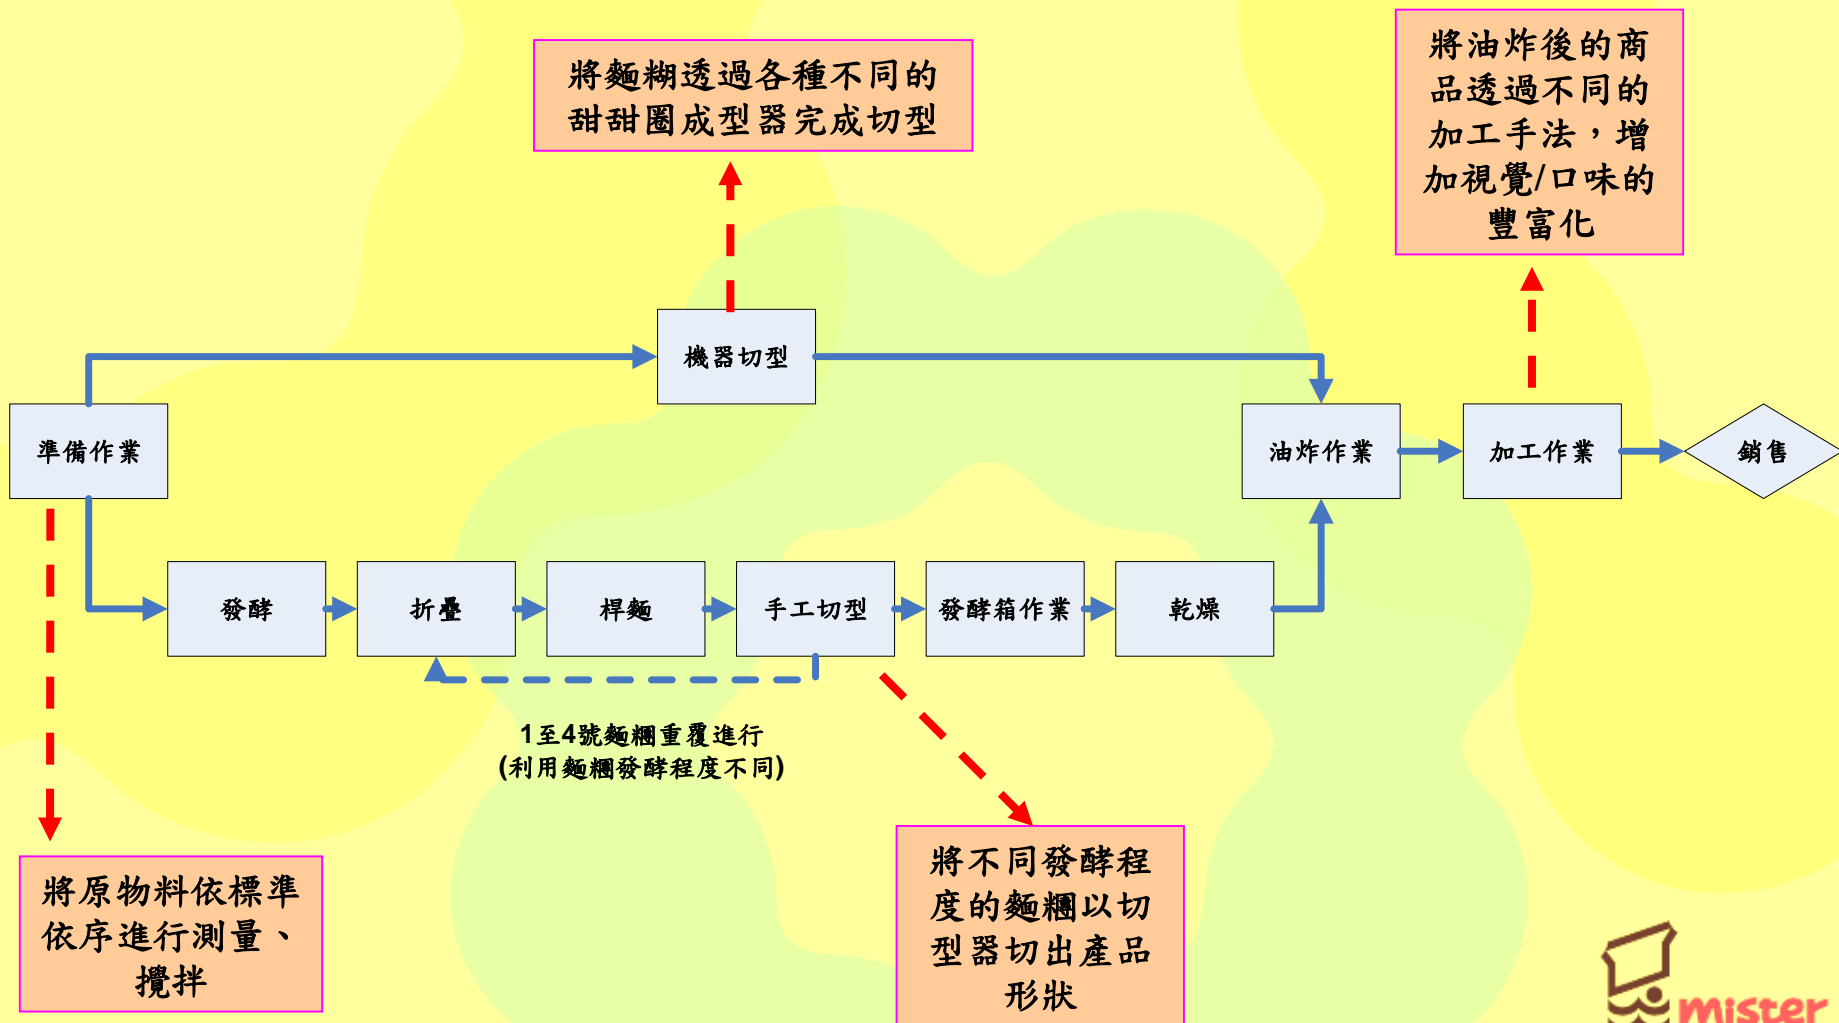 將麵糊透過各種不同的
甜甜圈成型器完成切型
將油炸後的商
品透過不同的
加工手法，增
加視覺/口味的
豐富化
機器切型
準備作業
油炸作業
加工作業
銷售
發酵
折疊
桿麵
手工切型
發酵箱作業
乾燥
1至4號麵糰重覆進行
(利用麵糰發酵程度不同)
將原物料依標準
依序進行測量、
攪拌
將不同發酵程
度的麵糰以切
型器切出產品
形狀
mister